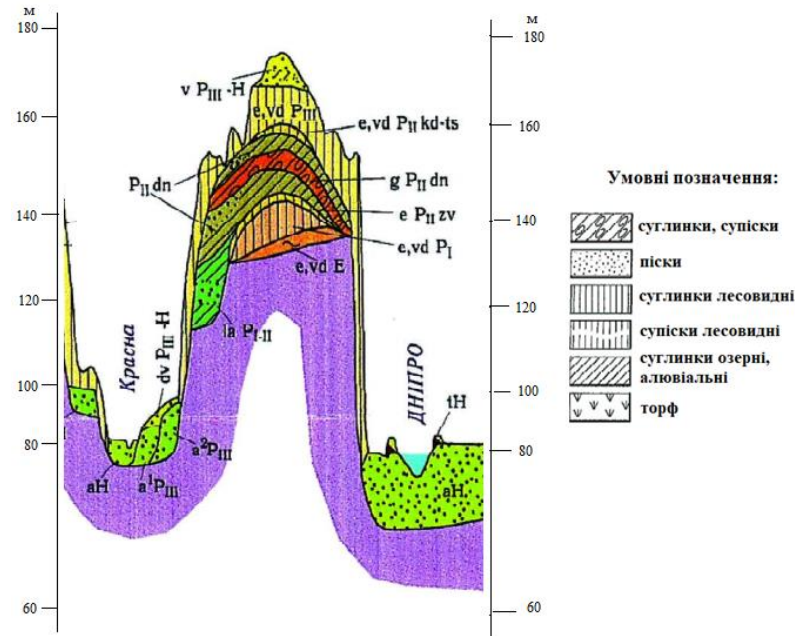 м
180
160
140
120
100
80
60
v PIII -H
e,vd PIII
e,vd PII kd-ts
PII dn
g PII dn
e PII zv
e,vd PI
e,vd E
la PI-II
Красна
dv PIII -H
aH
a¹PIII
a²PIII
ДНІПРО
tH
aH
м
180
160
140
120
100
80
60
Умовні позначення:
суглинки, супіски
піски
суглинки лесовидні
супіски лесовидні
суглинки озерні,
алювіальні
торф